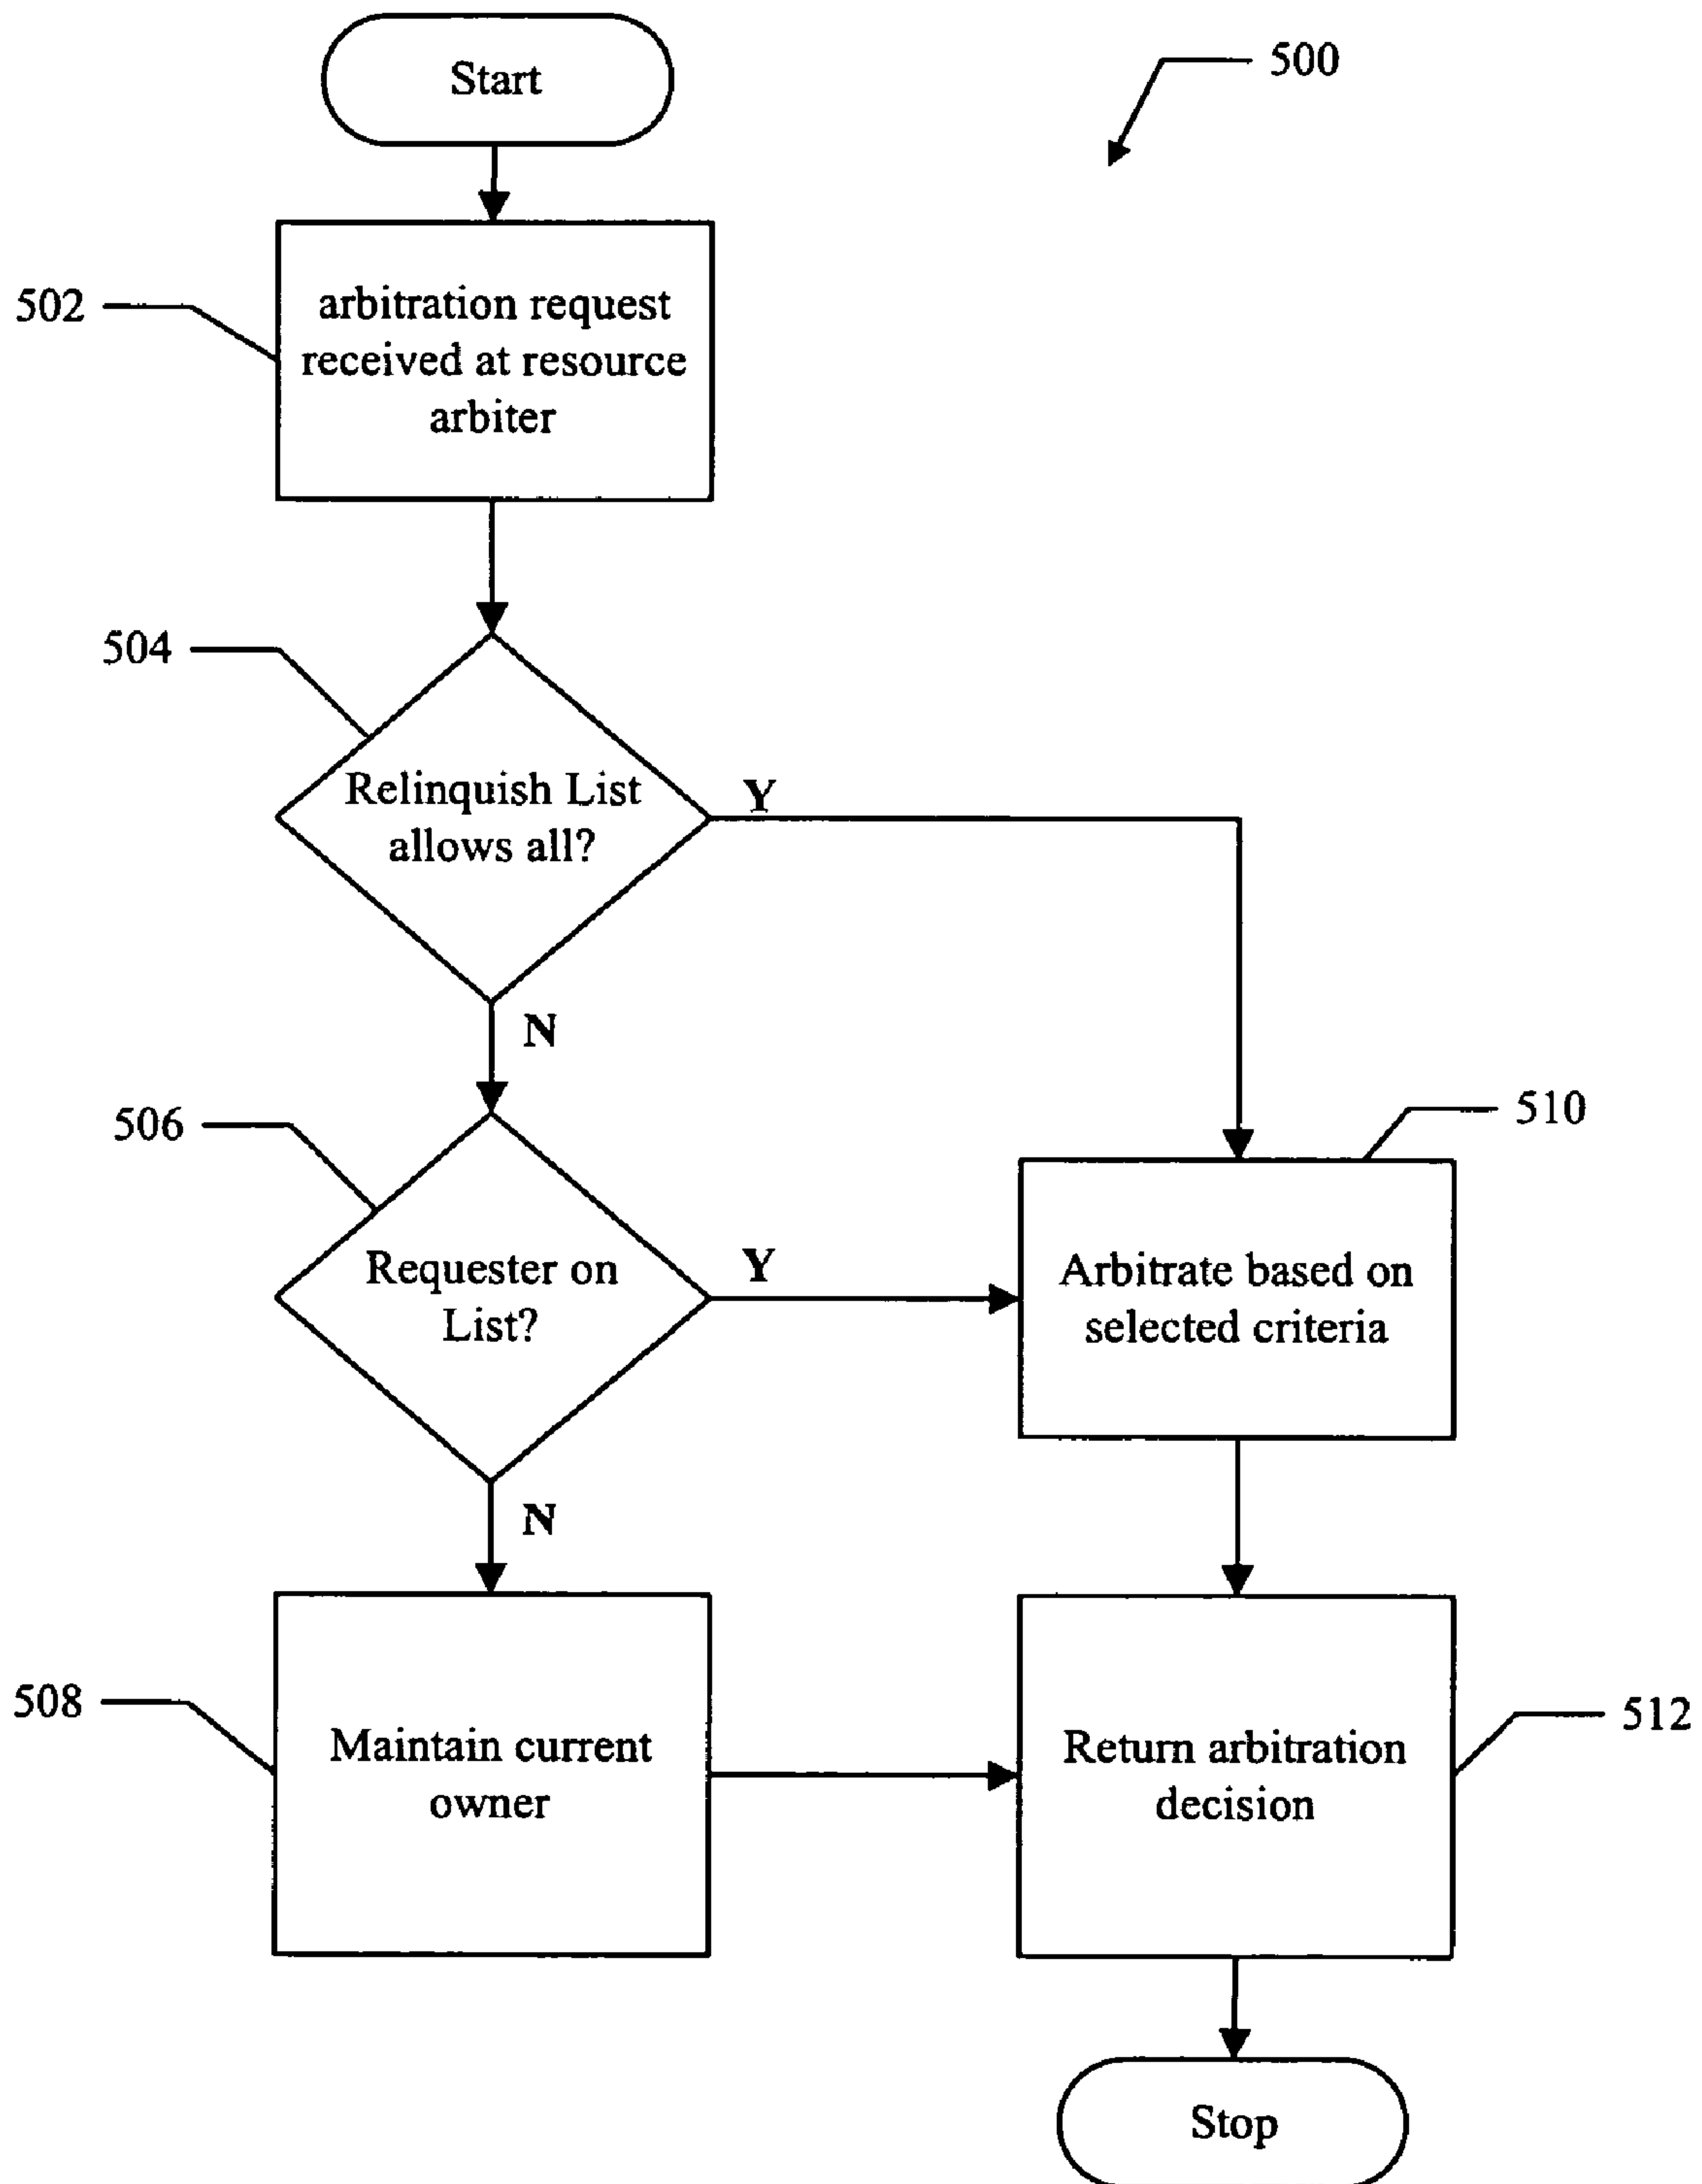 Start
500
502
arbitration request
received at resource
arbiter
504
Relinquish List
allows all?
Y
N
506
Requester on
List?
Y
510
Arbitrate based on
selected criteria
N
508
Maintain current
owner
Return arbitration
decision
512
Stop